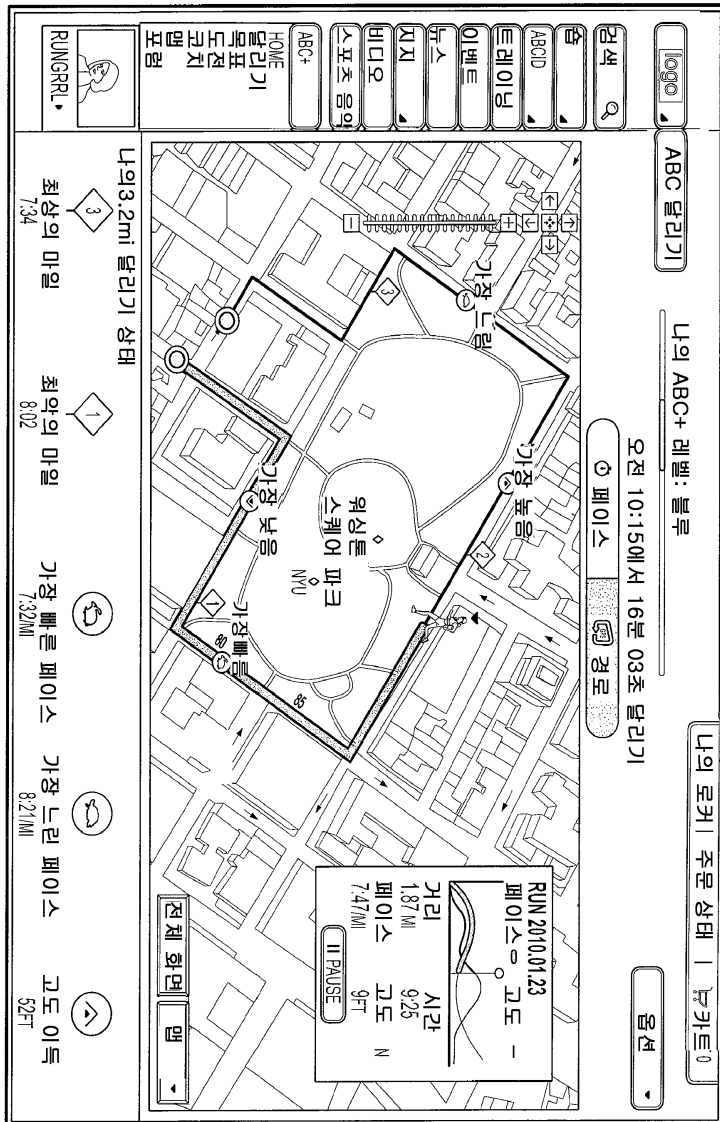 logo
검색
숍
ABCID
트레이닝
이벤트
뉴스
지지
비디오
스포츠 음악
ABC+
HOME
달리기
목표
도전
코치
맵
포럼
RUNGRRL
ABC 달리기
나의 ABC+ 레벨: 블루
나의 로커 | 주문 상태 | 카트 0
오전 10:15에서 16분 03초 달리기
옵션
페이스
경로
가장 느림
가장 높음
3
2
워싱톤
스퀘어 파크
NYU
가장 낮음
1
가장빠름
80
85
RUN 2010.01.23
페이스 고도
거리 시간
1.87 MI 9:25
페이스 고도
7:47/MI 9FT
N
II PAUSE
전체 화면
맵
나의3.2mi 달리기 상태
3
최상의 마일
7:34
1
최악의 마일
8:02
가장 빠른 페이스
7:32/MI
가장 느린 페이스
8:21/MI
고도 이득
52FT